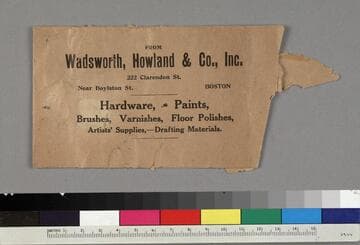 FROM
Wadsworth, Howland & Co., Inc.
222 Clarendon St.
Near Boylston St. BOSTON
Hardware, Paints,
Brushes, Varnishes, Floor Polishes,
Artists' Supplies,—Drafting Materials.